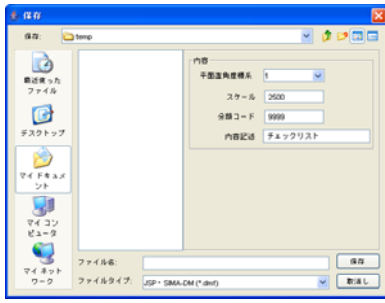 保存
保存: temp
最近使った
ファイル
デスクトップ
マイ ドキュメ
ント
マイ コン
ピュータ
マイ ネット
ワーク
内容
平面直角座標系 1
スケール 2500
分類コード 9999
内容記述 チェックリスト
ファイル名: 保存
ファイルタイプ: JSP・SIMA-DM (*.dmt) 取消し